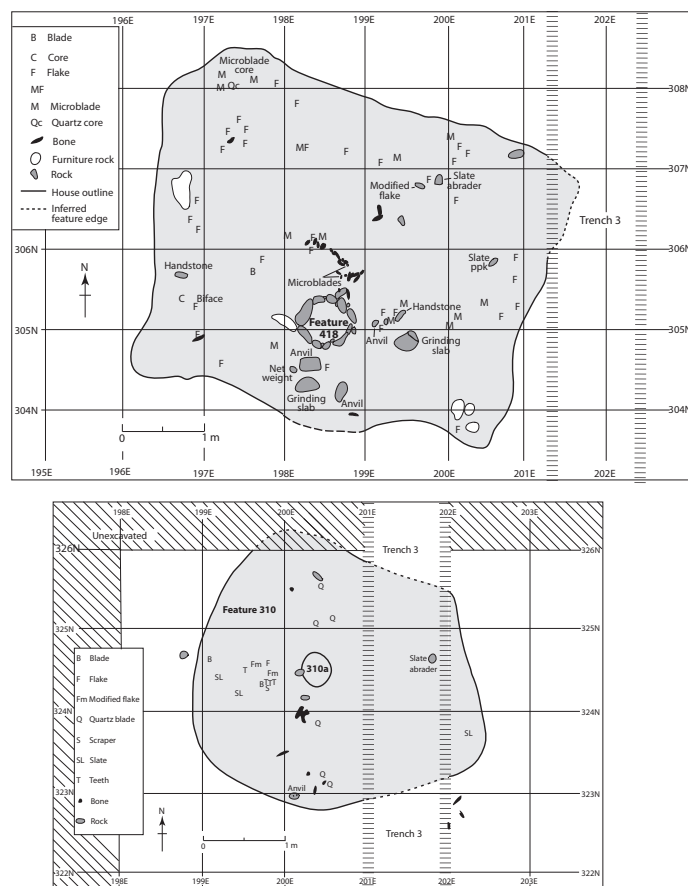 196E 197E 198E 199E 200E 201E 202E
B Blade
C Core
F Flake
MF
M Microblade
Qc Quartz core
Bone
Furniture rock
Rock
House outline
Inferred
feature edge
Microblade
core
M
M Qc M F
F
308N
F
F F
F F
MF F
M
F
F F
F M
307N
Modified
flake
F Slate
abrader
F
F
F
F
Trench 3
306N
M F M
F
306N
N
Handstone
F
B
Slate
ppk
F
F
Microblades
C Biface
F
Handstone
M
F F
M
M
F
F
305N
Feature
418
F
M
F
M
305N
F
M
Anvil
Anvil
Grinding
slab
F
Net
weight
F
Grinding
slab
Anvil
304N
304N
F
0 1 m
195E 196E 197E 198E 199E 200E 201E 202E
198E 199E 200E 201E 202E 203E
Unexcavated
326N
Trench 3
326N
Q
Feature 310
Q Q
325N
325N
B Blade
F Flake
Fm Modified flake
Q Quartz blade
S Scraper
SL Slate
T Teeth
Bone
Rock
B
SL
T
Fm
F
Fm
B
S
SL
310a
Slate
abrader
324N
324N
Q
SL
Q
Q
323N
Anvil
323N
N
Trench 3
0 1 m
322N
322N
198E 199E 200E 201E 202E 203E